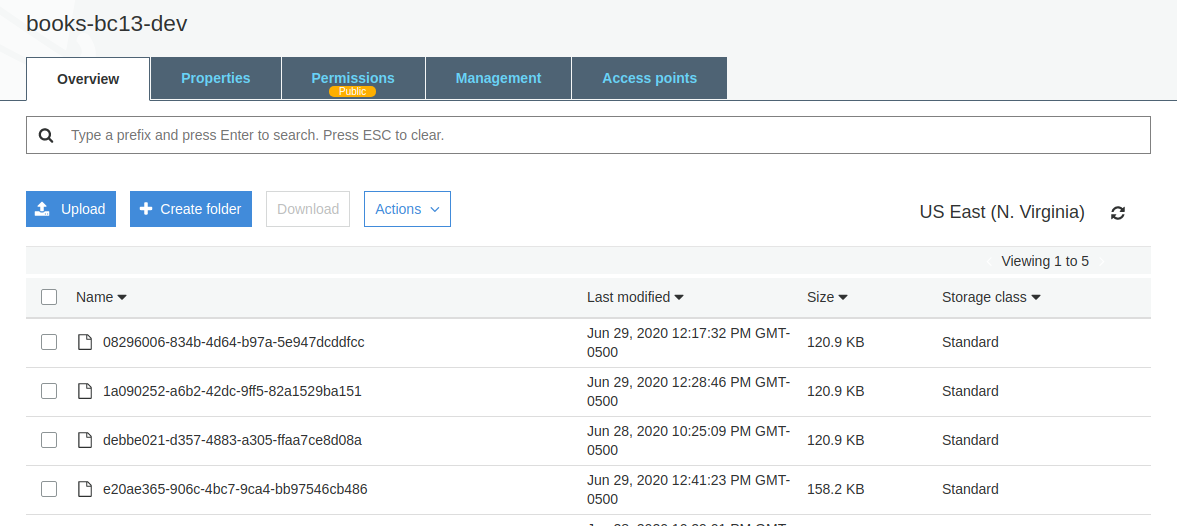 books-bc13-dev
Overview Properties Permissions Management Access points
Public
Type a prefix and press Enter to search. Press ESC to clear.
Upload Create folder Download Actions US East (N. Virginia)
Viewing 1 to 5
Name Last modified Size Storage class
08296006-834b-4d64-b97a-5e947dcddfcc Jun 29, 2020 12:17:32 PM GMT-0500 120.9 KB Standard
1a090252-a6b2-42dc-9ff5-82a1529ba151 Jun 29, 2020 12:28:46 PM GMT-0500 120.9 KB Standard
debbe021-d357-4883-a305-ffaa7ce8d08a Jun 28, 2020 10:25:09 PM GMT-0500 120.9 KB Standard
e20ae365-906c-4bc7-9ca4-bb97546cb486 Jun 29, 2020 12:41:23 PM GMT-0500 158.2 KB Standard